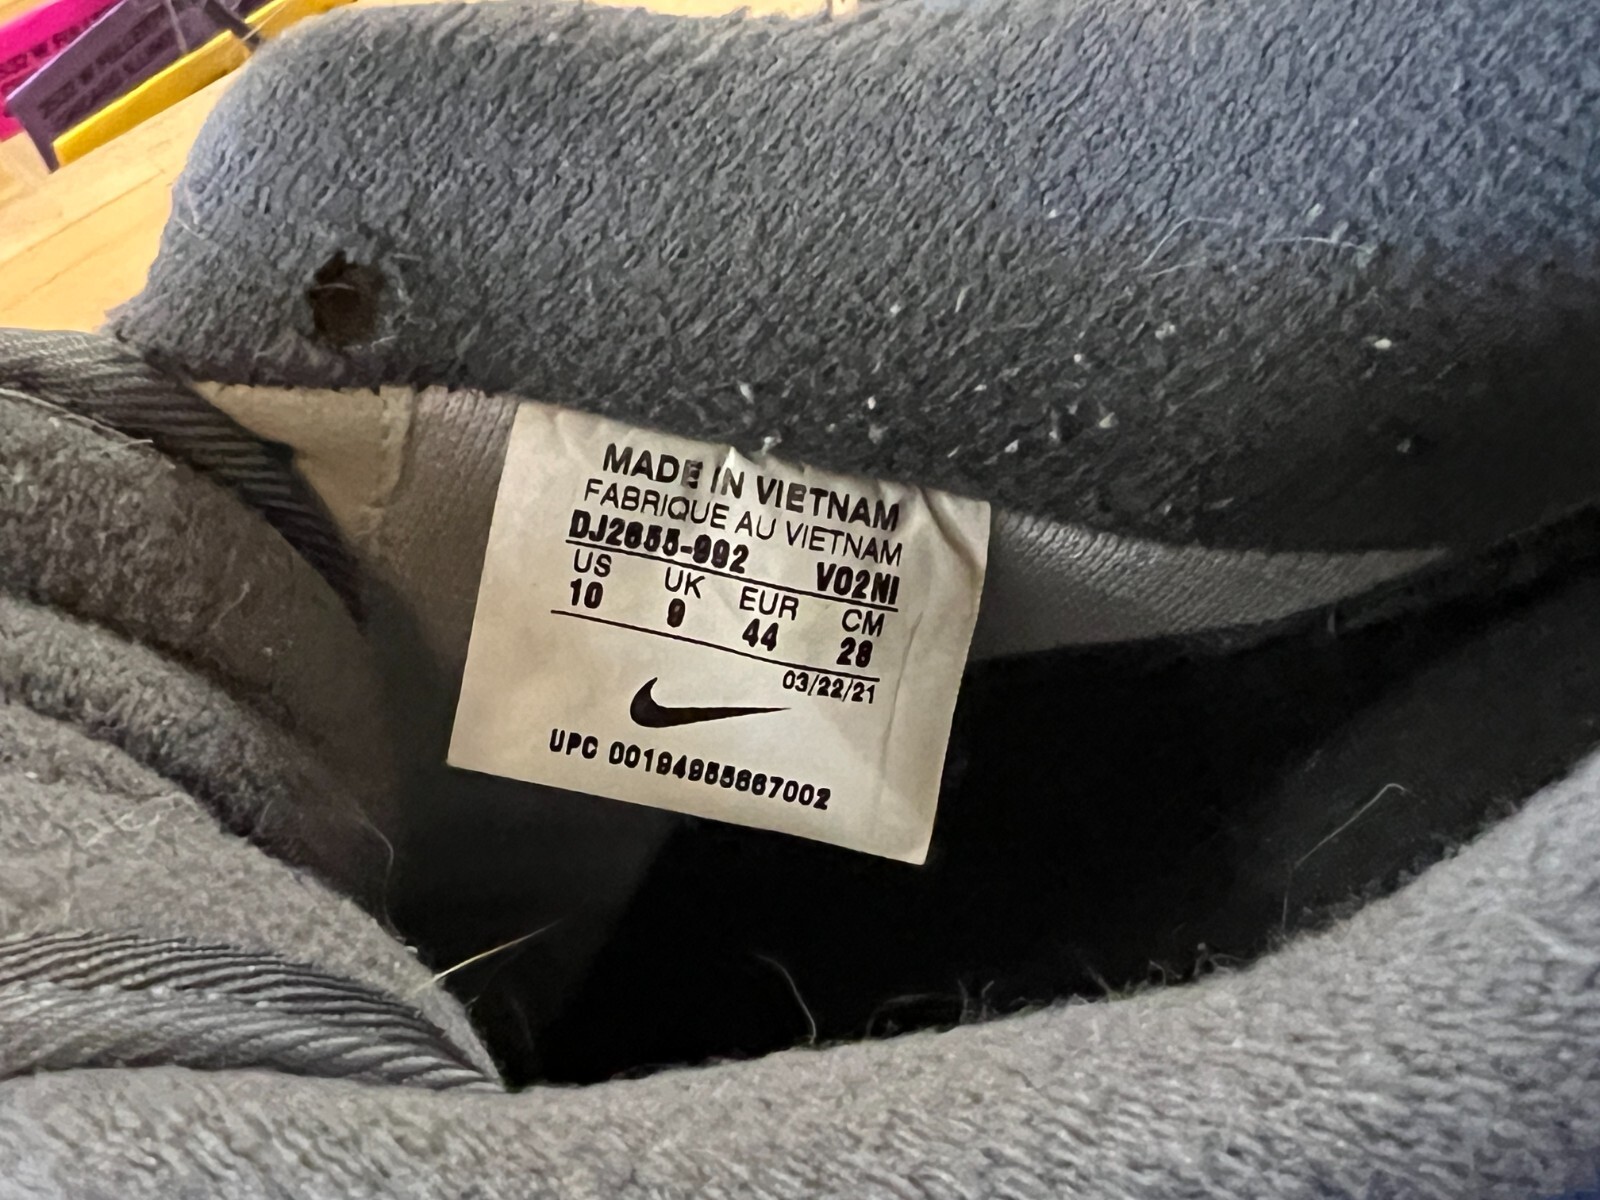 MADE IN VIETNAM
FABRIQUE AU VIETNAM
DJ2655-992 VO2NI
US UK EUR CM
10 9 44 28
03/22/21
UPC 00194955667002